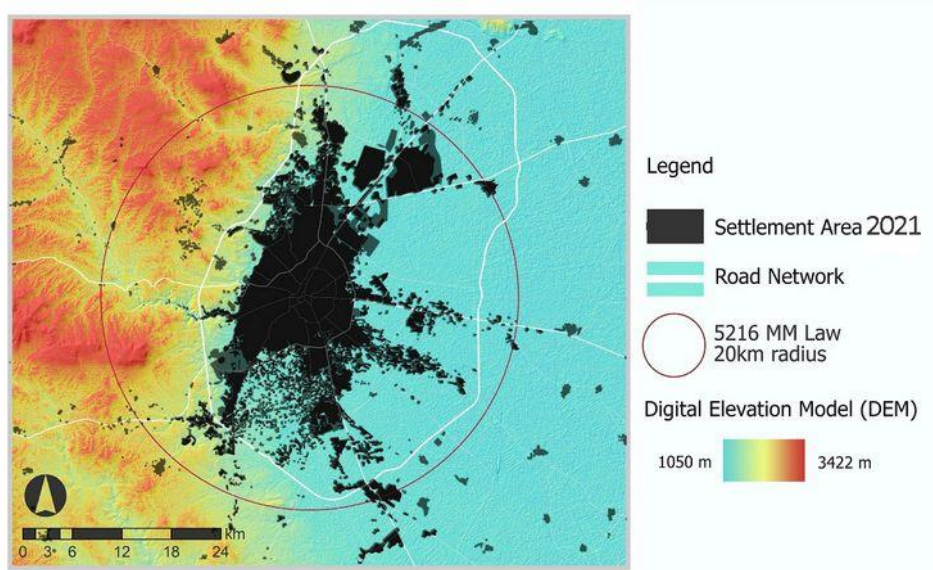 Legend
Settlement Area 2021
Road Network
5216 MM Law
20km radius
Digital Elevation Model (DEM)
1050 m
3422 m
km
0 3 6 12 18 24